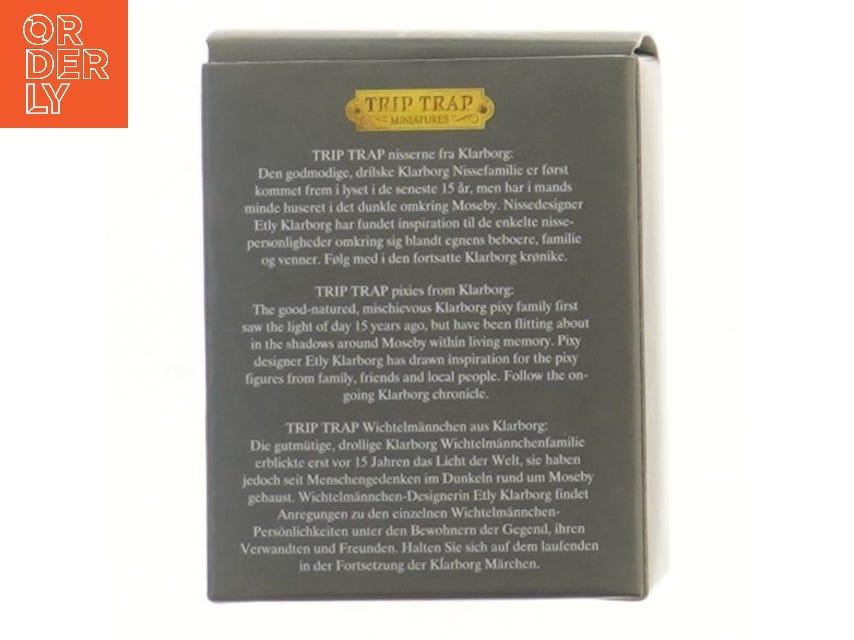 OR
DER
LY
TRIP TRAP
MINIATURES
TRIP TRAP nisserne fra Klarborg:
Den godmodige, drilske Klarborg Nissefamilie er først
kommet frem i lyset i de seneste 15 år, men har i mands
minde huseret i det dunkle omkring Moseby. Nissedesigner
Etly Klarborg har fundet inspiration til de enkelte nisse-
personligheder omkring sig blandt egnens beboere, familie
og venner. Følg med i den fortsatte Klarborg krønike.
TRIP TRAP pixies from Klarborg:
The good-natured, mischievous Klarborg pixy family first
saw the light of day 15 years ago, but have been flitting about
in the shadows around Moseby within living memory. Pixy
designer Etly Klarborg has drawn inspiration for the pixy
figures from family, friends and local people. Follow the on-
going Klarborg chronicle.
TRIP TRAP Wichtelmännchen aus Klarborg:
Die gutmütige, drollige Klarborg Wichtelmännchenfamilie
erblickte erst vor 15 Jahren das Licht der Welt, sie haben
jedoch seit Menschengedenken im Dunkeln rund um Moseby
gehaust. Wichtelmännchen-Designerin Etly Klarborg findet
Anregungen zu den einzelnen Wichtelmännchen-
Persönlichkeiten unter den Bewohnern der Gegend, ihren
Verwandten und Freunden. Halten Sie sich auf dem laufenden
in der Fortsetzung der Klarborg Märchen.